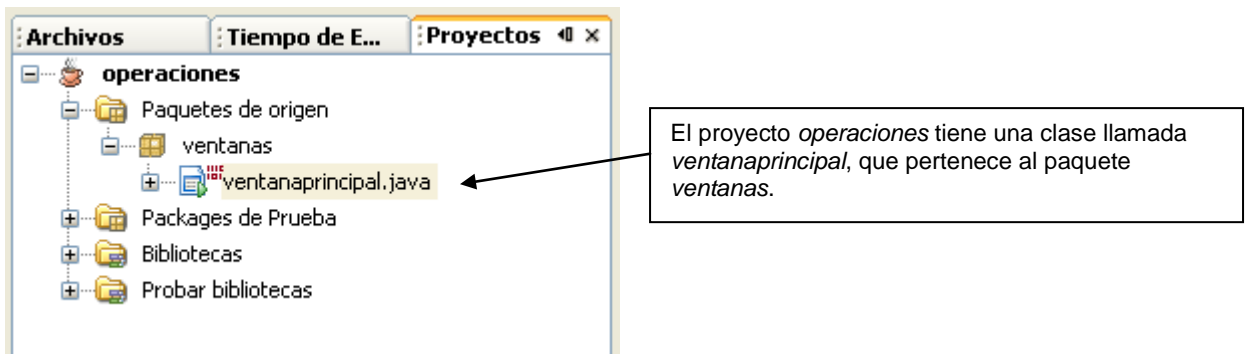 Archivos Tiempo de E... Proyectos
operaciones
Paquetes de origen
ventanas
ventanaprincipal.java
Packages de Prueba
Bibliotecas
Probar bibliotecas
El proyecto operaciones tiene una clase llamada
ventanaprincipal, que pertenece al paquete
ventanas.